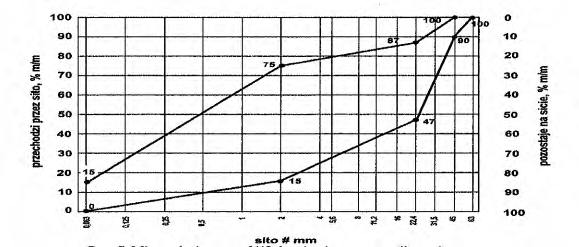 100 100 0
90 87 100 10
80 90 20
70 75 30
60 40
50 50
40 47 60
30 70
20 15 15 80
10 90
0 0 100
przechodzi przez sito, % m/m
pozostaje na sicie, % m/m
0,063 0,125 0,25 0,5 1 2 4 5,6 8 11,2 16 22,4 31,5 45 63
sito # mm